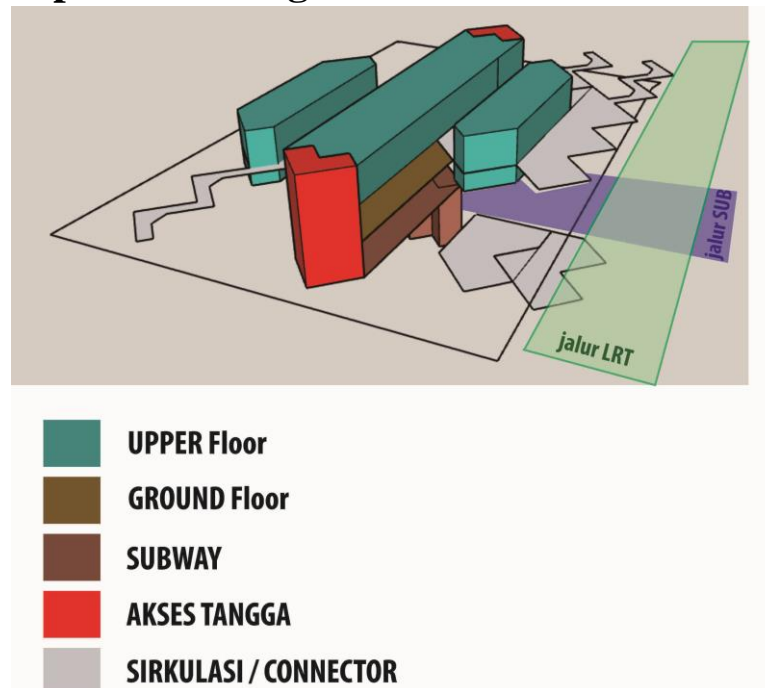 jalur SUB
jalur LRT
UPPER Floor
GROUND Floor
SUBWAY
AKSES TANGGA
SIRKULASI / CONNECTOR